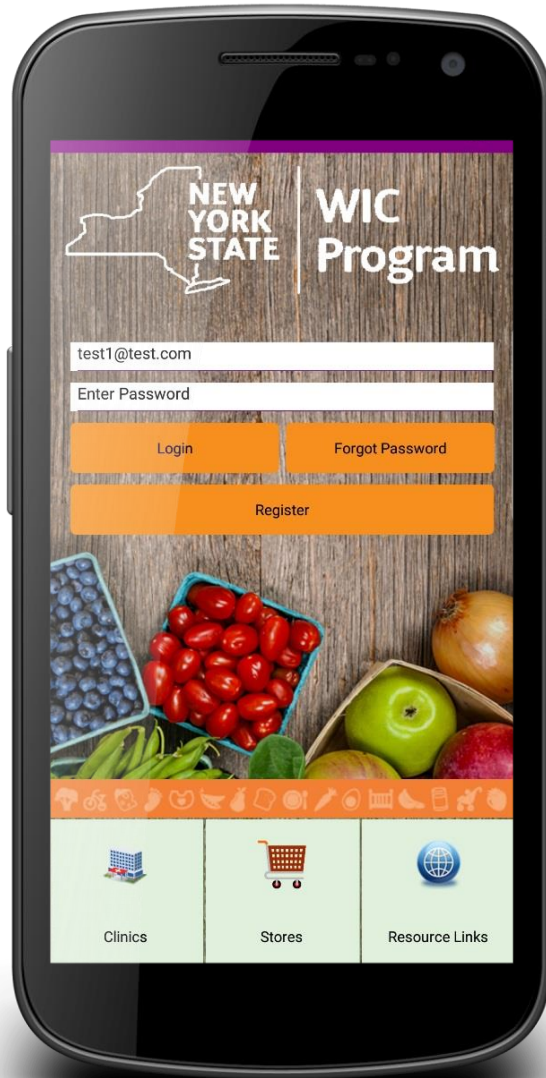 NEW
YORK
STATE
WIC
Program
test1@test.com
Enter Password
Login Forgot Password
Register
Clinics Stores Resource Links